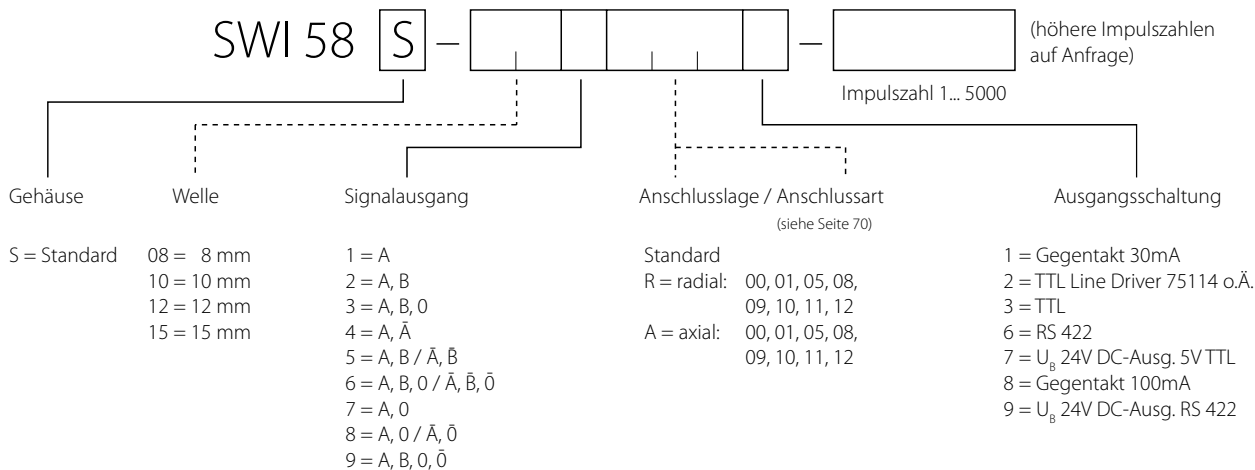 SWI 58 S – – (höhere Impulszahlen
auf Anfrage)
Impulszahl 1... 5000
Gehäuse
S = Standard
Welle
08 = 8 mm
10 = 10 mm
12 = 12 mm
15 = 15 mm
Signalausgang
1 = A
2 = A, B
3 = A, B, 0
4 = A, Ā
5 = A, B / Ā, B̄
6 = A, B, 0 / Ā, B̄, 0̄
7 = A, 0
8 = A, 0 / Ā, 0̄
9 = A, B, 0, 0̄
Anschlusslage / Anschlussart
(siehe Seite 70)
Standard
R = radial: 00, 01, 05, 08,
09, 10, 11, 12
A = axial: 00, 01, 05, 08,
09, 10, 11, 12
Ausgangsschaltung
1 = Gegentakt 30mA
2 = TTL Line Driver 75114 o.Ä.
3 = TTL
6 = RS 422
7 = U_B 24V DC-Ausg. 5V TTL
8 = Gegentakt 100mA
9 = U_B 24V DC-Ausg. RS 422